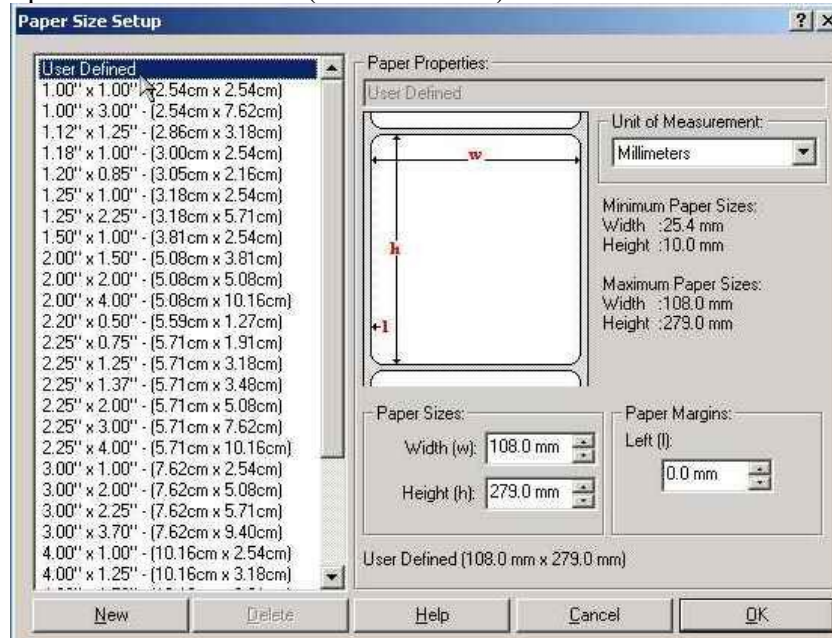 Paper Size Setup
User Defined
1.00" x 1.00" - (2.54cm x 2.54cm)
1.00" x 3.00" - (2.54cm x 7.62cm)
1.12" x 1.25" - (2.86cm x 3.18cm)
1.18" x 1.00" - (3.00cm x 2.54cm)
1.20" x 0.85" - (3.05cm x 2.16cm)
1.25" x 1.00" - (3.18cm x 2.54cm)
1.25" x 2.25" - (3.18cm x 5.71cm)
1.50" x 1.00" - (3.81cm x 2.54cm)
2.00" x 1.50" - (5.08cm x 3.81cm)
2.00" x 2.00" - (5.08cm x 5.08cm)
2.00" x 4.00" - (5.08cm x 10.16cm)
2.20" x 0.50" - (5.59cm x 1.27cm)
2.25" x 0.75" - (5.71cm x 1.91cm)
2.25" x 1.25" - (5.71cm x 3.18cm)
2.25" x 1.37" - (5.71cm x 3.48cm)
2.25" x 2.00" - (5.71cm x 5.08cm)
2.25" x 3.00" - (5.71cm x 7.62cm)
2.25" x 4.00" - (5.71cm x 10.16cm)
3.00" x 1.00" - (7.62cm x 2.54cm)
3.00" x 2.00" - (7.62cm x 5.08cm)
3.00" x 2.25" - (7.62cm x 5.71cm)
3.00" x 3.70" - (7.62cm x 9.40cm)
4.00" x 1.00" - (10.16cm x 2.54cm)
4.00" x 1.25" - (10.16cm x 3.18cm)
Paper Properties:
User Defined
w
h
l
Unit of Measurement:
Millimeters
Minimum Paper Sizes:
Width :25.4 mm
Height :10.0 mm
Maximum Paper Sizes:
Width :108.0 mm
Height :279.0 mm
Paper Sizes:
Width (w): 108.0 mm
Height (h): 279.0 mm
Paper Margins:
Left (l):
0.0 mm
User Defined (108.0 mm x 279.0 mm)
New
Delete
Help
Cancel
OK